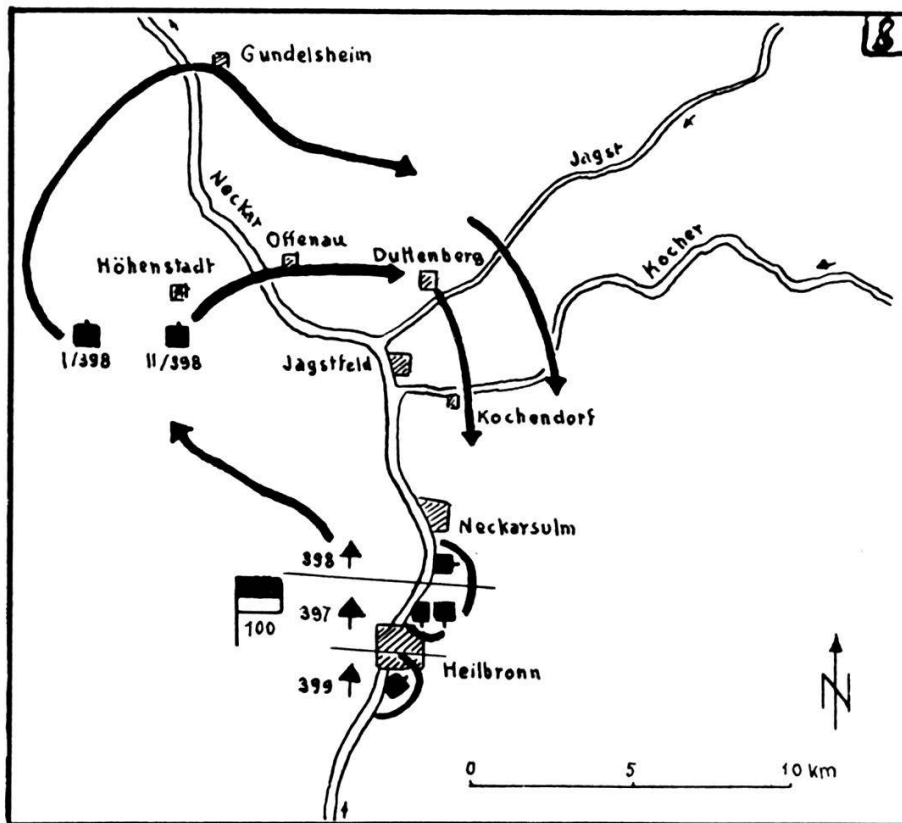 8
Gundelsheim
Jagst
Neckar
Kocher
Offenau
Duttenberg
Höhenstadt
I/398
II/398
Jagstfeld
Kochendorf
Neckarsulm
398
100
397
Heilbronn
399
N
0 5 10 km